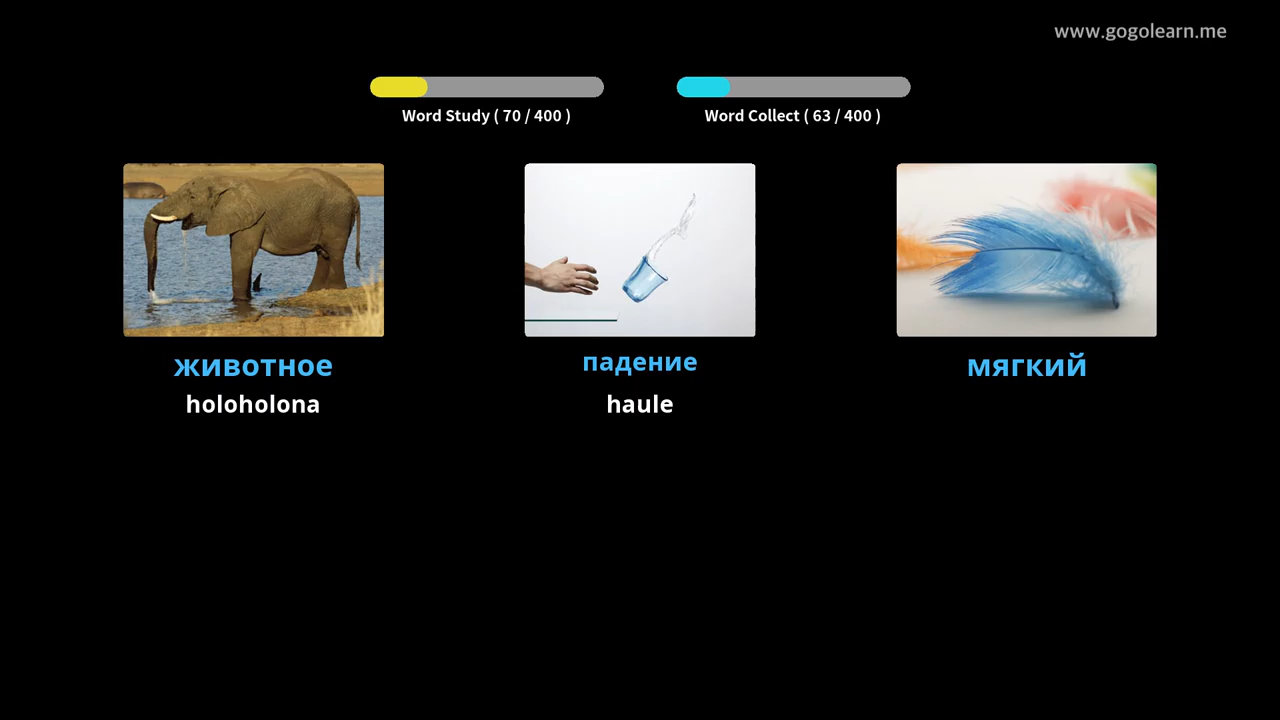 www.gogolearn.me
Word Study ( 70 / 400 )
Word Collect ( 63 / 400 )
животное
падение
мягкий
holoholona
haule